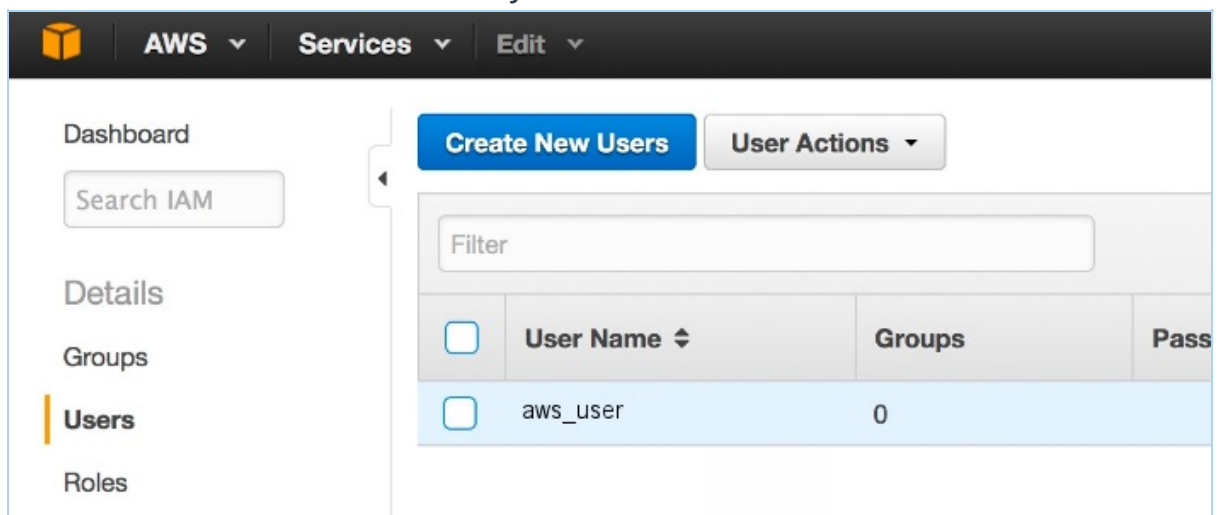 AWS Services Edit
Dashboard
Search IAM
Details
Groups
Users
Roles
Create New Users User Actions
Filter
User Name Groups Pass
aws_user 0